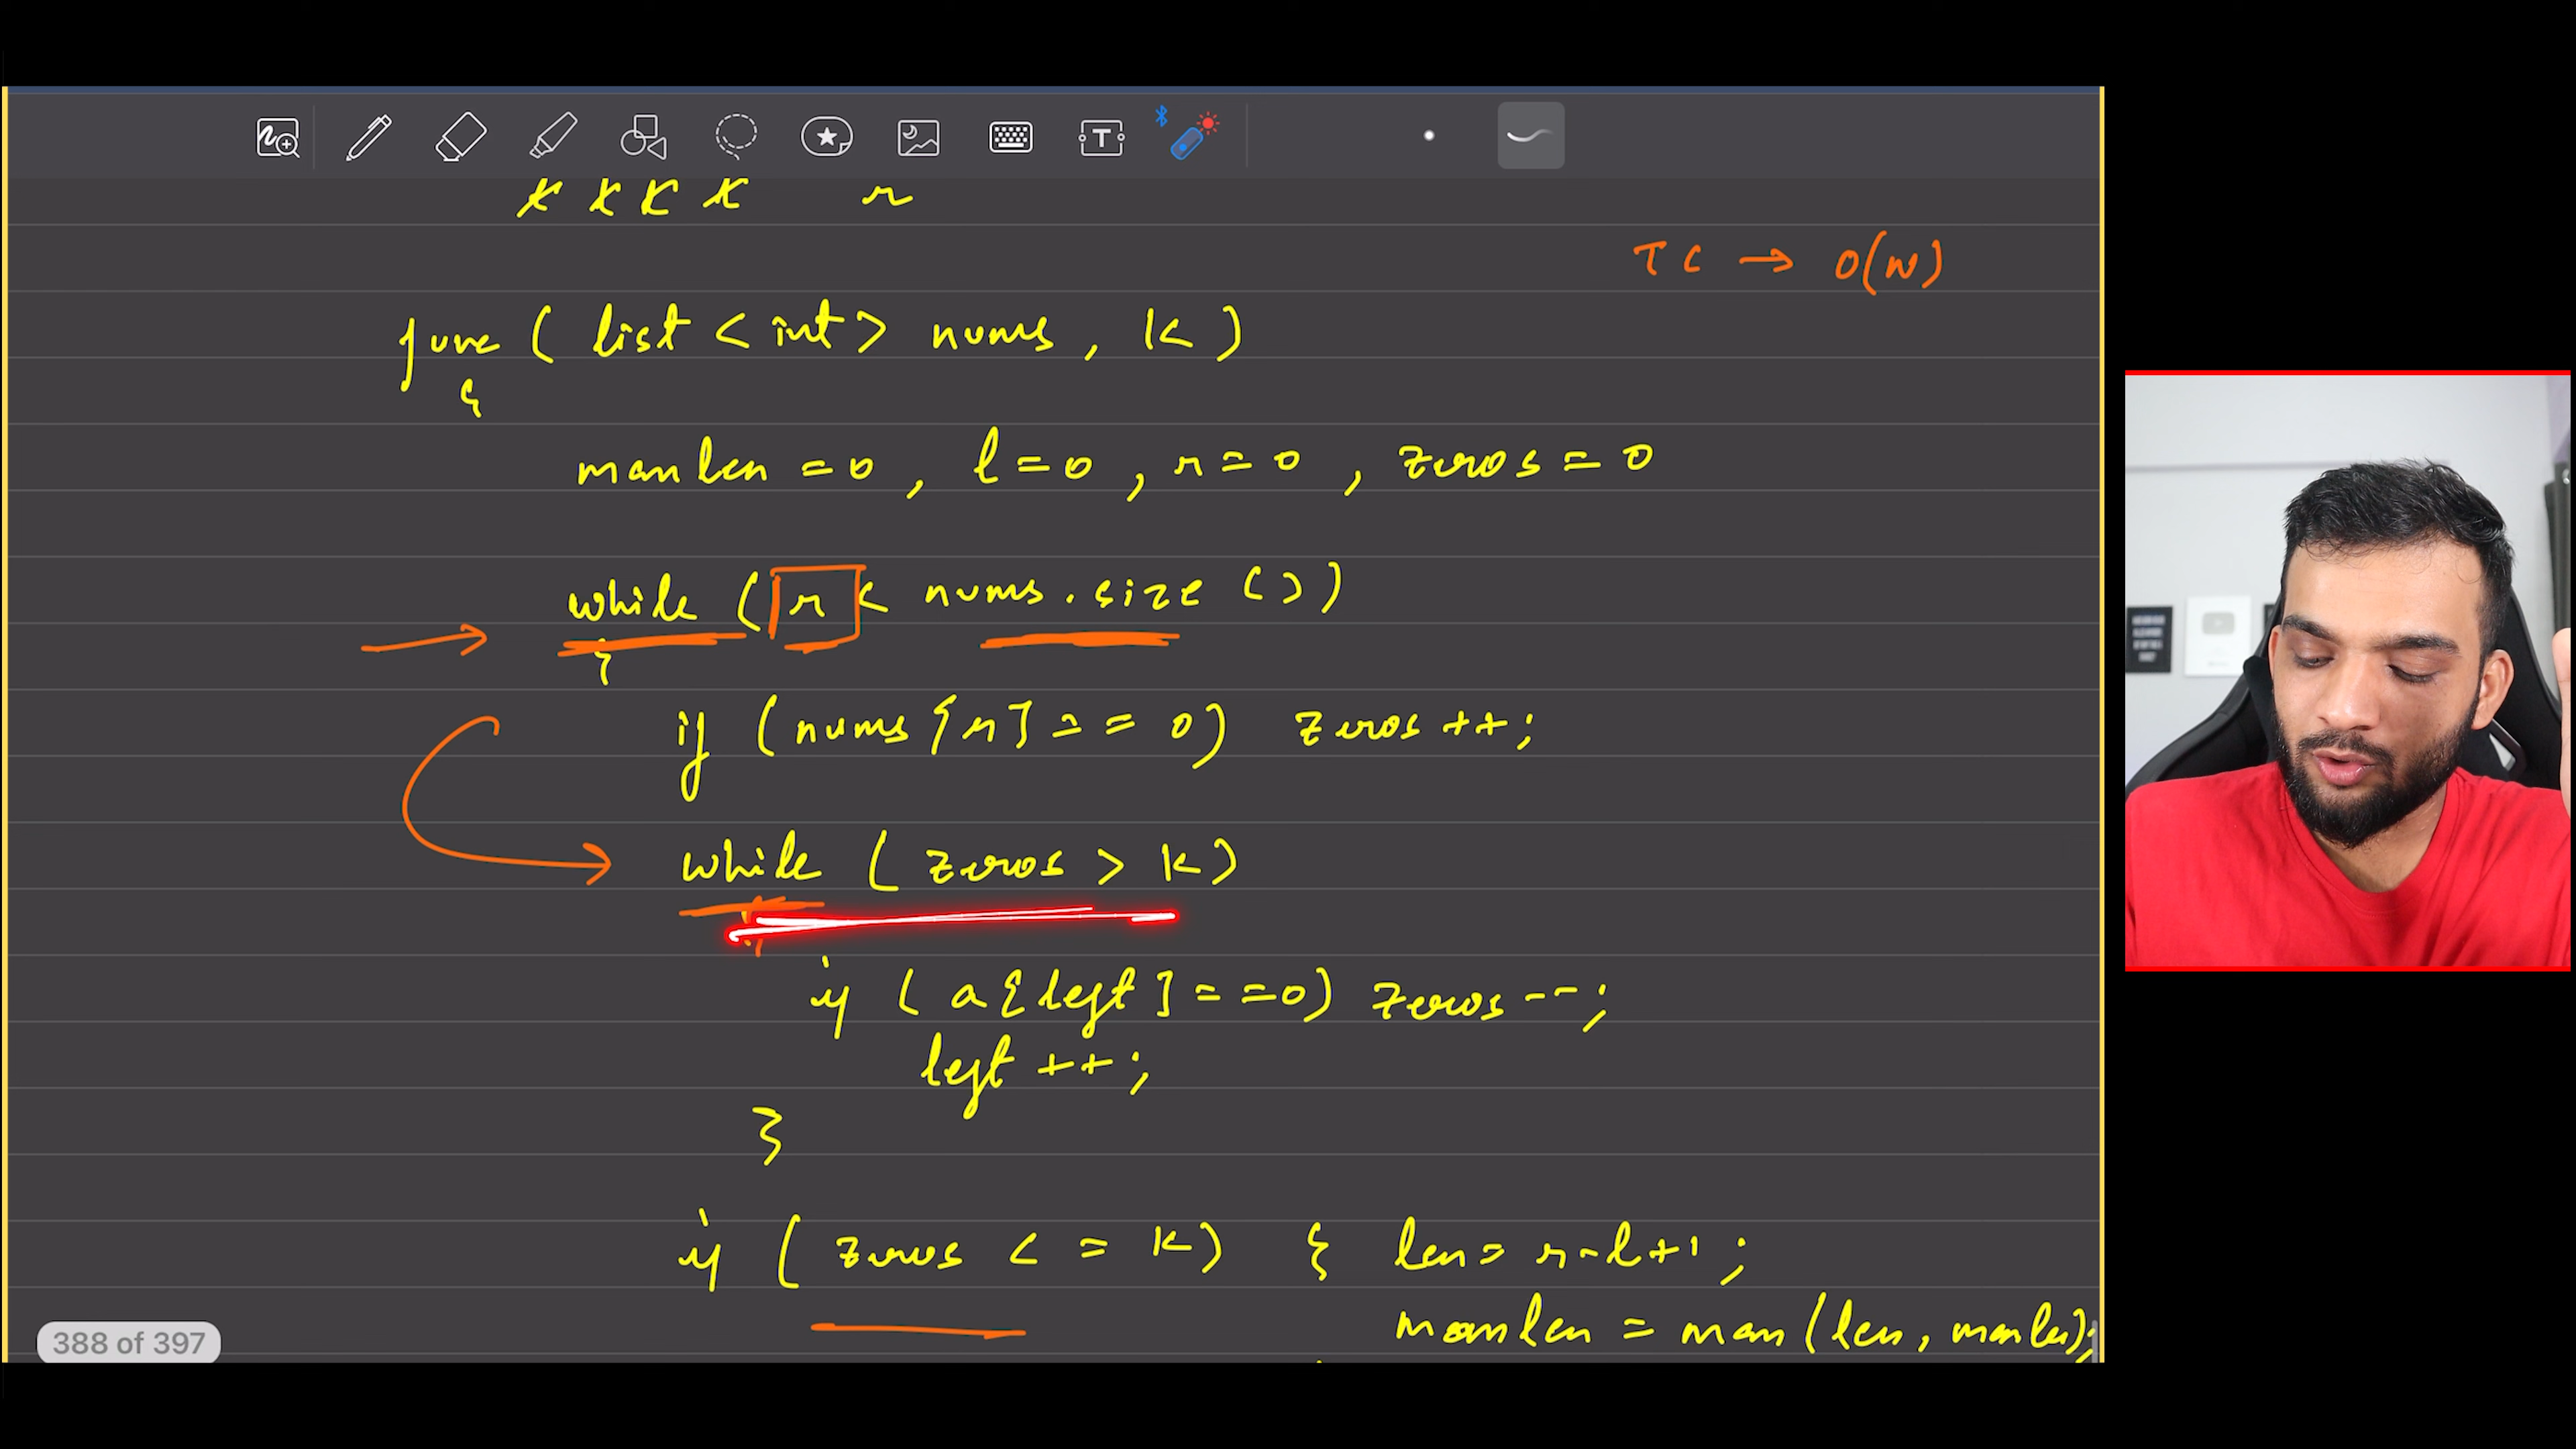 r
TC → O(N)
func ( list < int > nums , K )
{
maxlen = 0 , l = 0 , r = 0 , zeros = 0
while ( r < nums . size ( ) )
{
if ( nums [ r ] = = 0 ) zeros ++ ;
while ( zeros > K )
if ( a [ left ] = = 0 ) zeros -- ;
left ++ ;
}
if ( zeros < = K ) { len = r - l + 1 ;
maxlen = max ( len , maxlen ) ;
388 of 397